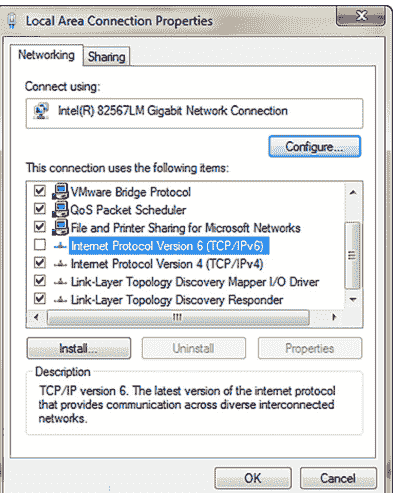 Local Area Connection Properties
Networking
Sharing
Connect using:
Intel(R) 82567LM Gigabit Network Connection
Configure...
This connection uses the following items:
VMware Bridge Protocol
QoS Packet Scheduler
File and Printer Sharing for Microsoft Networks
Internet Protocol Version 6 (TCP/IPv6)
Internet Protocol Version 4 (TCP/IPv4)
Link-Layer Topology Discovery Mapper I/O Driver
Link-Layer Topology Discovery Responder
Install...
Uninstall
Properties
Description
TCP/IP version 6. The latest version of the internet protocol
that provides communication across diverse interconnected
networks.
OK
Cancel